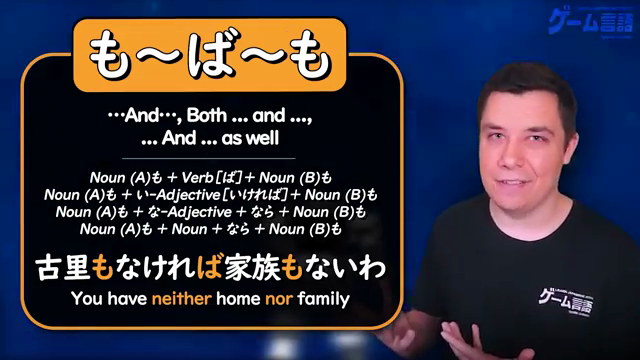 も～ば～も
…And…, Both ... and ...,
... And ... as well
Noun (A)も + Verb［ば］+ Noun (B)も
Noun (A)も + い-Adjective［いければ］+ Noun (B)も
Noun (A)も + な-Adjective + なら + Noun (B)も
Noun (A)も + Noun + なら + Noun (B)も
古里もなければ家族もないわ
You have neither home nor family
ゲーム言語
ゲーム言語